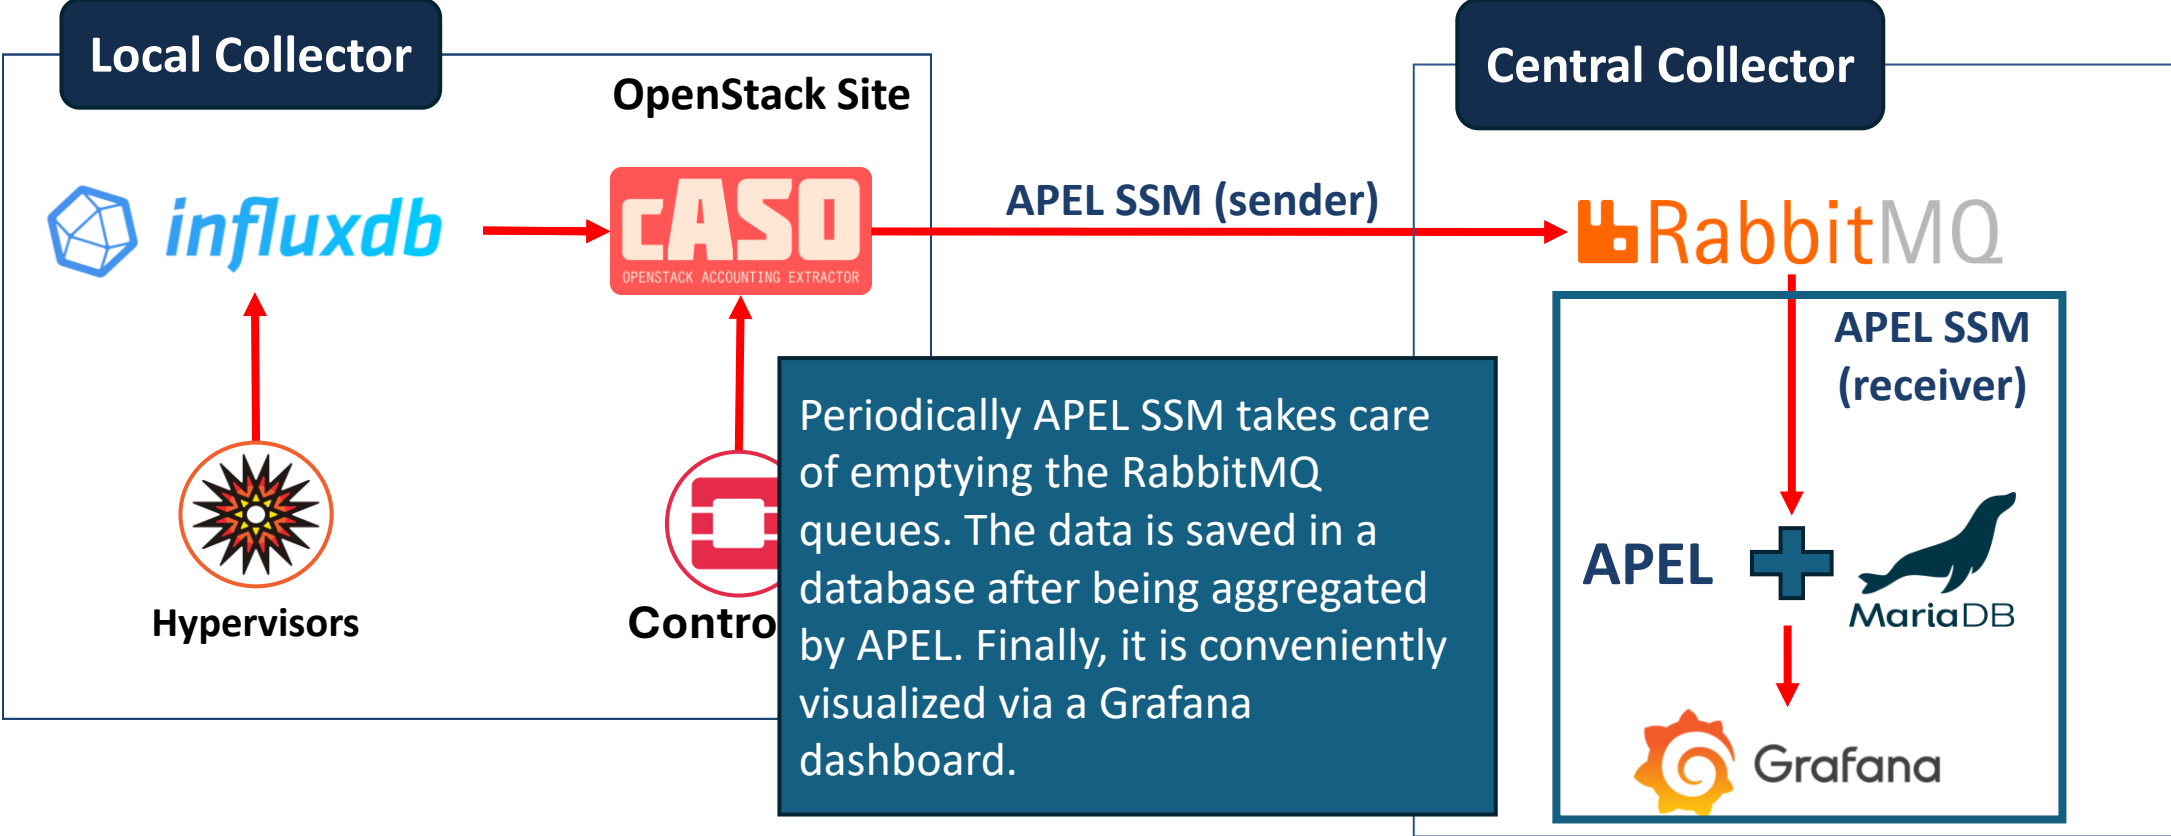 Local Collector
Central Collector
OpenStack Site
influxdb
cASO
OPENSTACK ACCOUNTING EXTRACTOR
APEL SSM (sender)
RabbitMQ
APEL SSM
(receiver)
Hypervisors
Contro
Periodically APEL SSM takes care
of emptying the RabbitMQ
queues. The data is saved in a
database after being aggregated
by APEL. Finally, it is conveniently
visualized via a Grafana
dashboard.
APEL
MariaDB
Grafana